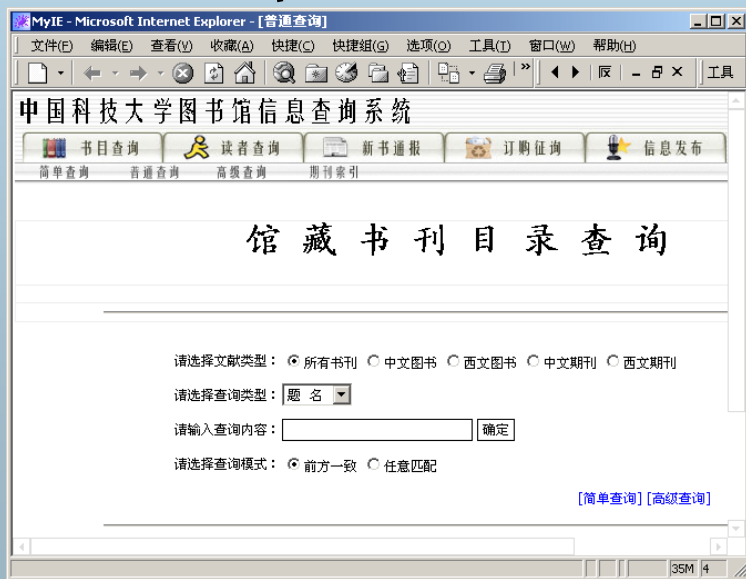 MyIE - Microsoft Internet Explorer - [普通查询]
文件(F) 编辑(E) 查看(V) 收藏(A) 快捷(C) 快捷组(G) 选项(O) 工具(T) 窗口(W) 帮助(H)
工具
中国科技大学图书馆信息查询系统
书目查询 读者查询 新书通报 订购征询 信息发布
简单查询 普通查询 高级查询 期刊索引
馆藏书刊目录查询
请选择文献类型： 所有书刊 中文图书 西文图书 中文期刊 西文期刊
请选择查询类型： 题 名
请输入查询内容： 确定
请选择查询模式： 前方一致 任意匹配
[简单查询] [高级查询]
35M 4